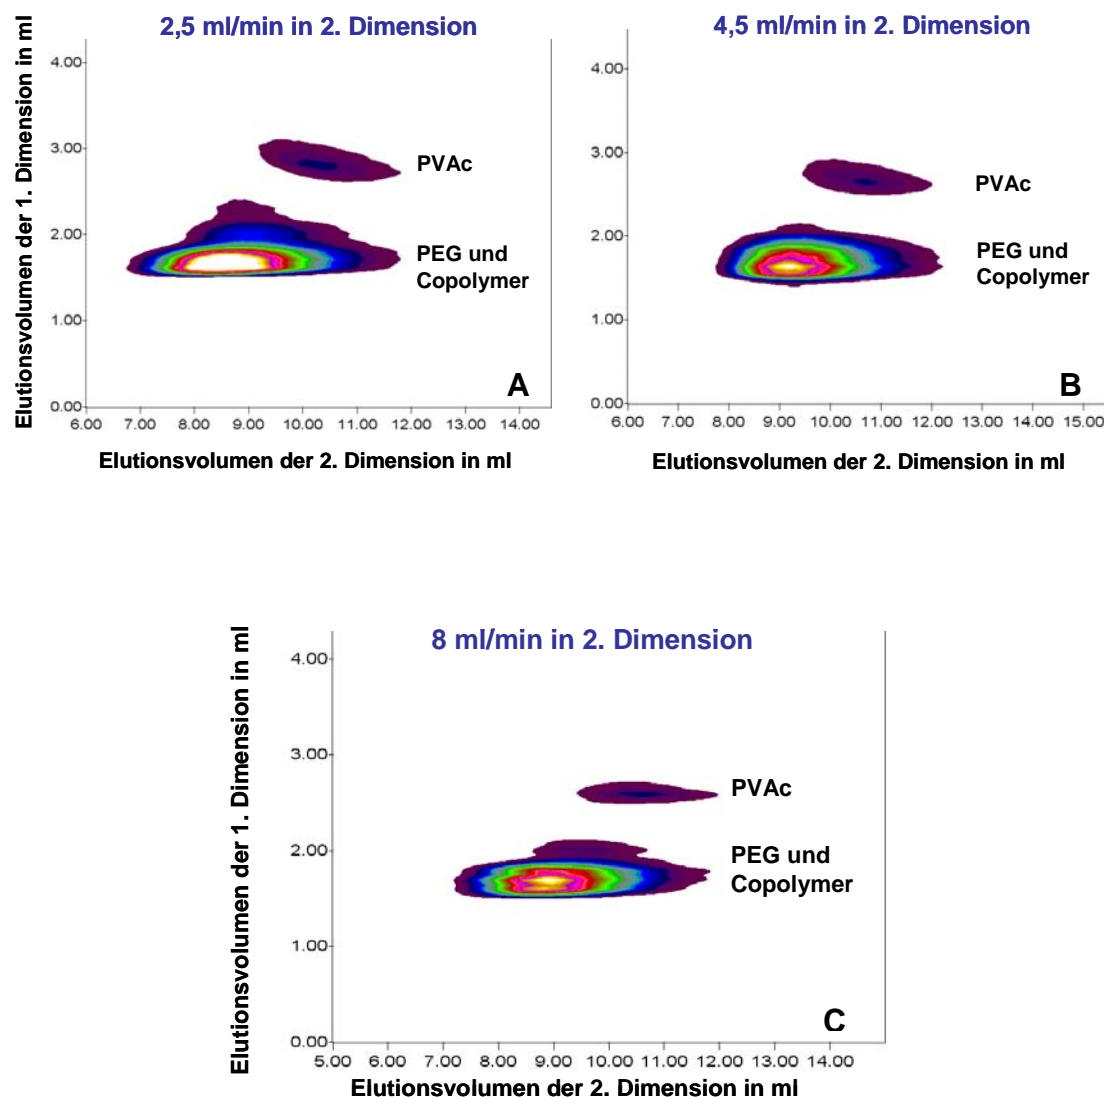 2,5 ml/min in 2. Dimension
Elutionsvolumen der 1. Dimension in ml
4.00
3.00
2.00
1.00
0.00
PVAc
PEG und
Copolymer
A
6.00 7.00 8.00 9.00 10.00 11.00 12.00 13.00 14.00
Elutionsvolumen der 2. Dimension in ml
4,5 ml/min in 2. Dimension
4.00
3.00
2.00
1.00
0.00
PVAc
PEG und
Copolymer
B
6.00 7.00 8.00 9.00 10.00 11.00 12.00 13.00 14.00 15.00
Elutionsvolumen der 2. Dimension in ml
8 ml/min in 2. Dimension
Elutionsvolumen der 1. Dimension in ml
4.00
3.00
2.00
1.00
0.00
PVAc
PEG und
Copolymer
C
5.00 6.00 7.00 8.00 9.00 10.00 11.00 12.00 13.00 14.00
Elutionsvolumen der 2. Dimension in ml